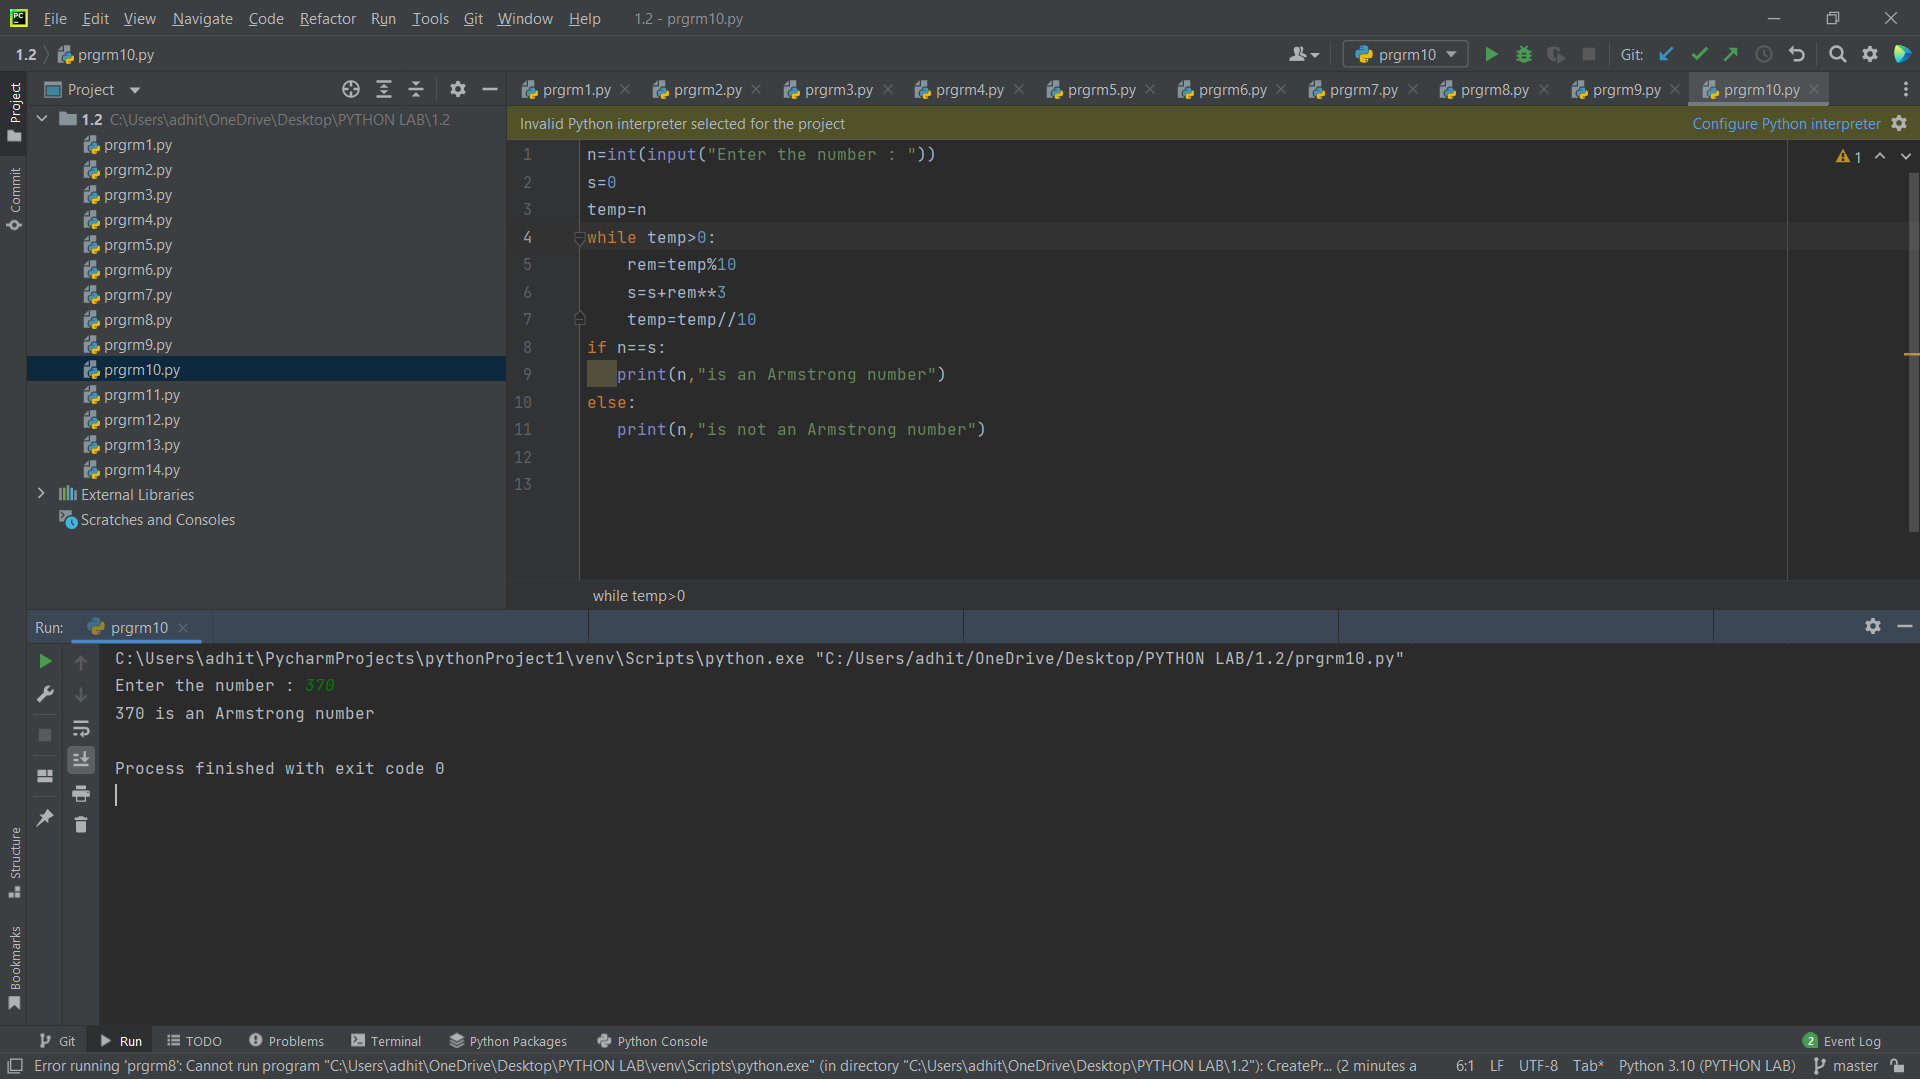 File Edit View Navigate Code Refactor Run Tools Git Window Help 1.2 - prgrm10.py
1.2 prgrm10.py prgrm10 Git:
Project prgrm1.py prgrm2.py prgrm3.py prgrm4.py prgrm5.py prgrm6.py prgrm7.py prgrm8.py prgrm9.py prgrm10.py
Project
Commit
Structure
Bookmarks
1.2 C:\Users\adhit\OneDrive\Desktop\PYTHON LAB\1.2
prgrm1.py
prgrm2.py
prgrm3.py
prgrm4.py
prgrm5.py
prgrm6.py
prgrm7.py
prgrm8.py
prgrm9.py
prgrm10.py
prgrm11.py
prgrm12.py
prgrm13.py
prgrm14.py
External Libraries
Scratches and Consoles
Invalid Python interpreter selected for the project Configure Python interpreter
1 n=int(input("Enter the number : ")) 1
2 s=0
3 temp=n
4 while temp>0:
5 rem=temp%10
6 s=s+rem**3
7 temp=temp//10
8 if n==s:
9 print(n,"is an Armstrong number")
10 else:
11 print(n,"is not an Armstrong number")
12
13
while temp>0
Run: prgrm10
C:\Users\adhit\PycharmProjects\pythonProject1\venv\Scripts\python.exe "C:/Users/adhit/OneDrive/Desktop/PYTHON LAB/1.2/prgrm10.py"
Enter the number : 370
370 is an Armstrong number
Process finished with exit code 0
Git Run TODO Problems Terminal Python Packages Python Console 2 Event Log
Error running 'prgrm8': Cannot run program "C:\Users\adhit\OneDrive\Desktop\PYTHON LAB\venv\Scripts\python.exe" (in directory "C:\Users\adhit\OneDrive\Desktop\PYTHON LAB\1.2"): CreatePr... (2 minutes a 6:1 LF UTF-8 Tab* Python 3.10 (PYTHON LAB) master